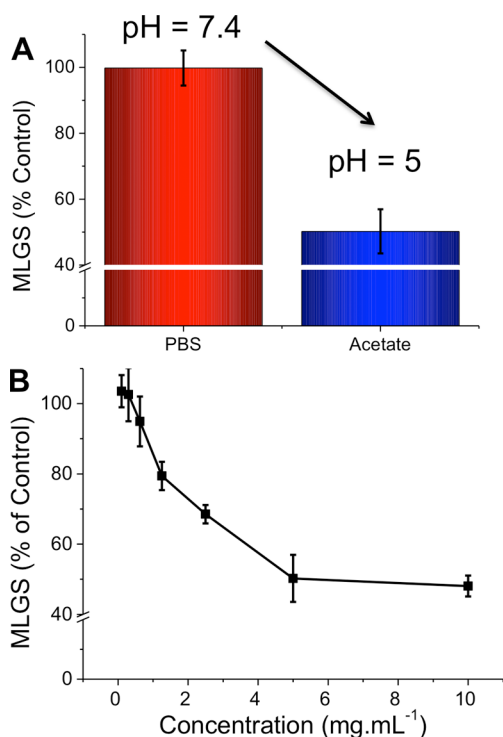 A
pH = 7.4
pH = 5
MLGS (% Control)
100
80
60
40
0
PBS
Acetate
B
MLGS (% of Control)
100
80
60
40
0
0
2
4
6
8
10
Concentration (mg.mL⁻¹)